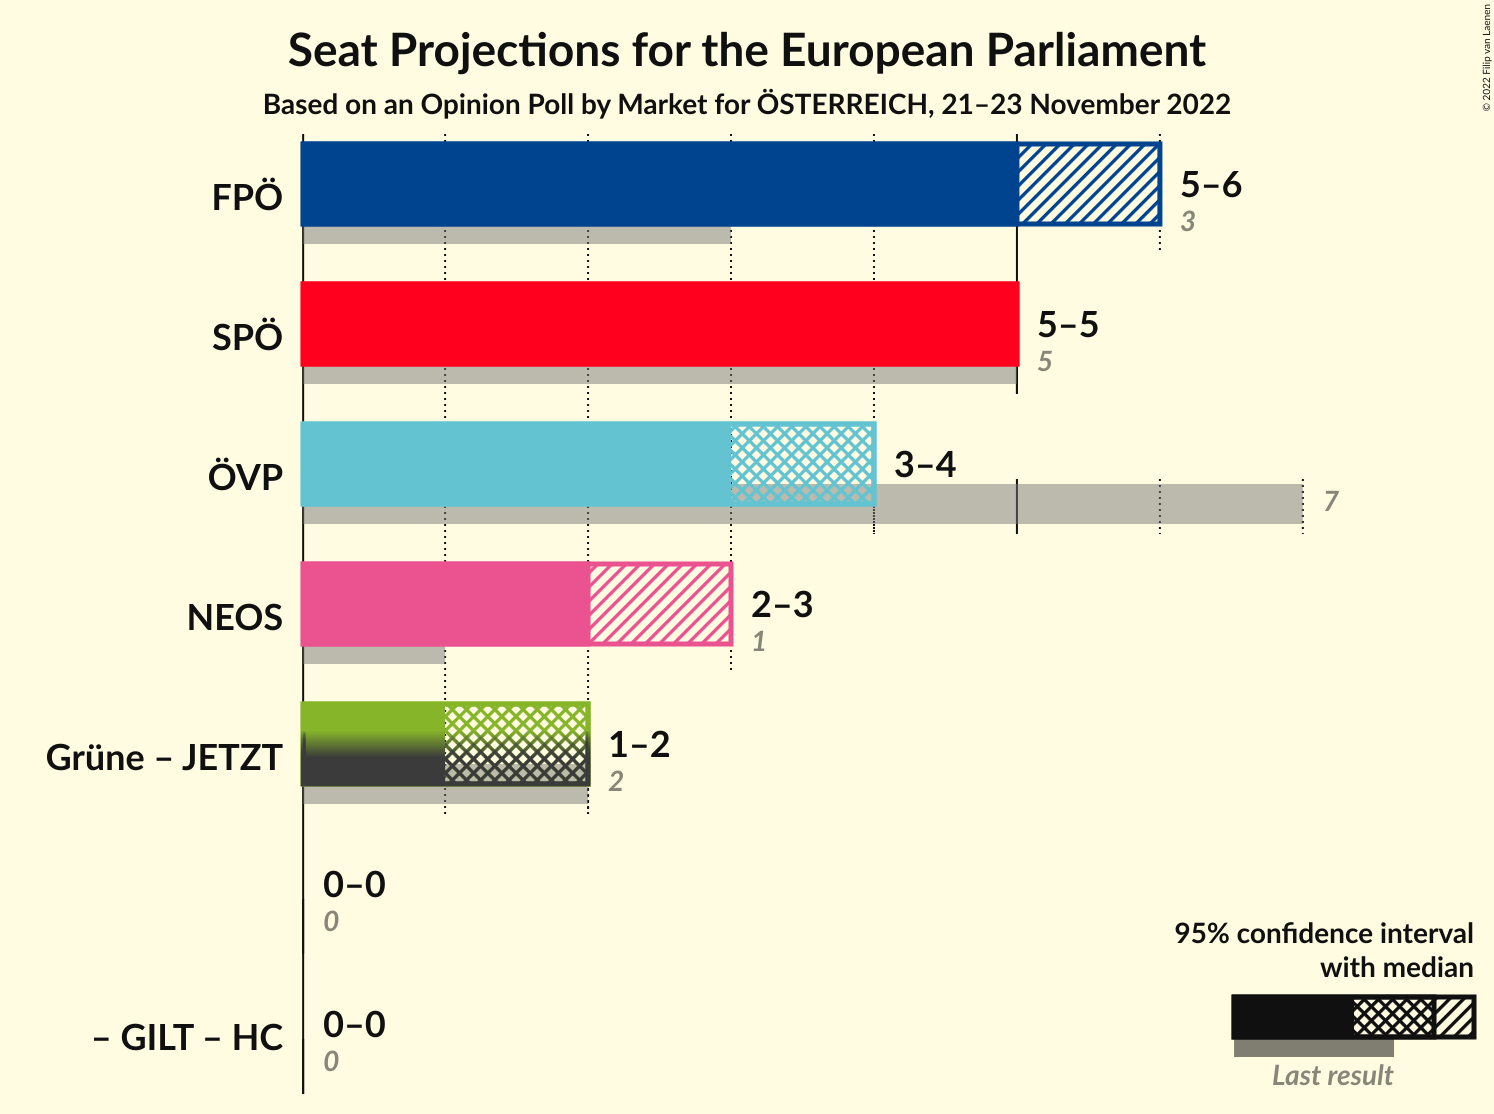 Seat Projections for the European Parliament
Based on an Opinion Poll by Market for ÖSTERREICH, 21–23 November 2022
© 2022 Filip van Laenen
FPÖ
5–6
3
SPÖ
5–5
5
ÖVP
3–4
7
NEOS
2–3
1
Grüne – JETZT
1–2
2
0–0
0
– GILT – HC
0–0
0
95% confidence interval
with median
Last result